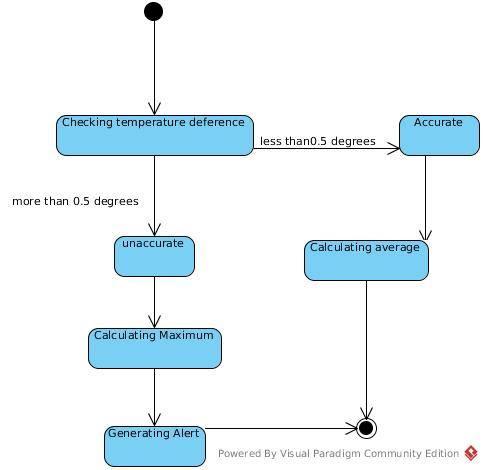 Checking temperature deference
less than0.5 degrees
Accurate
more than 0.5 degrees
unaccurate
Calculating average
Calculating Maximum
Generating Alert
Powered By Visual Paradigm Community Edition